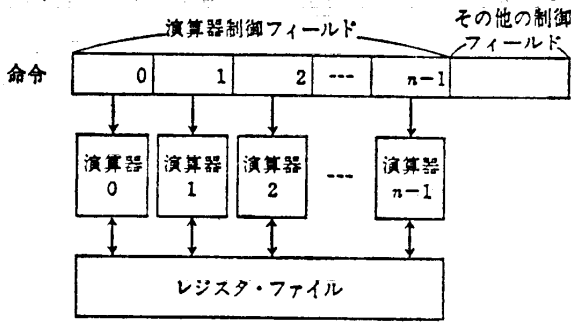 演算器制御フィールド
その他の制御
フィールド
命令
0 1 2 --- n-1
演算器 演算器 演算器 演算器
0 1 2 --- n-1
レジスタ・ファイル